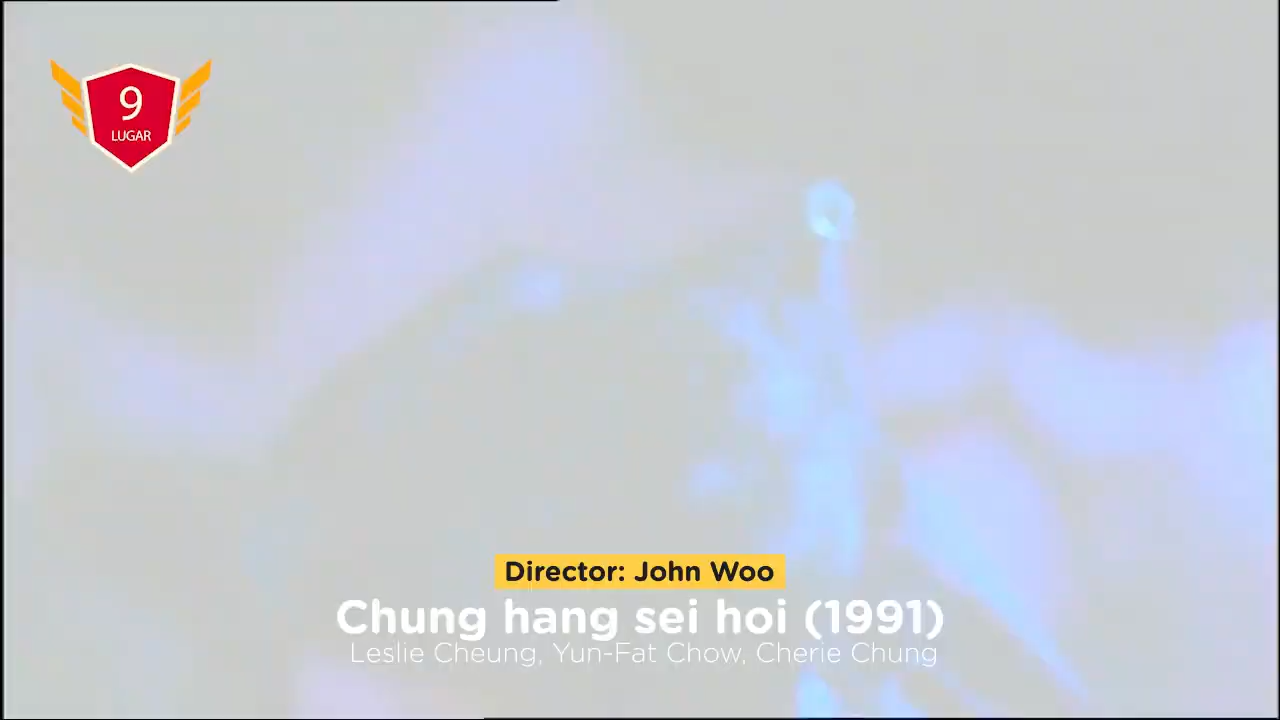 9
LUGAR
Director: John Woo
Chung hang sei hoi (1991)
Leslie Cheung, Yun-Fat Chow, Cherie Chung